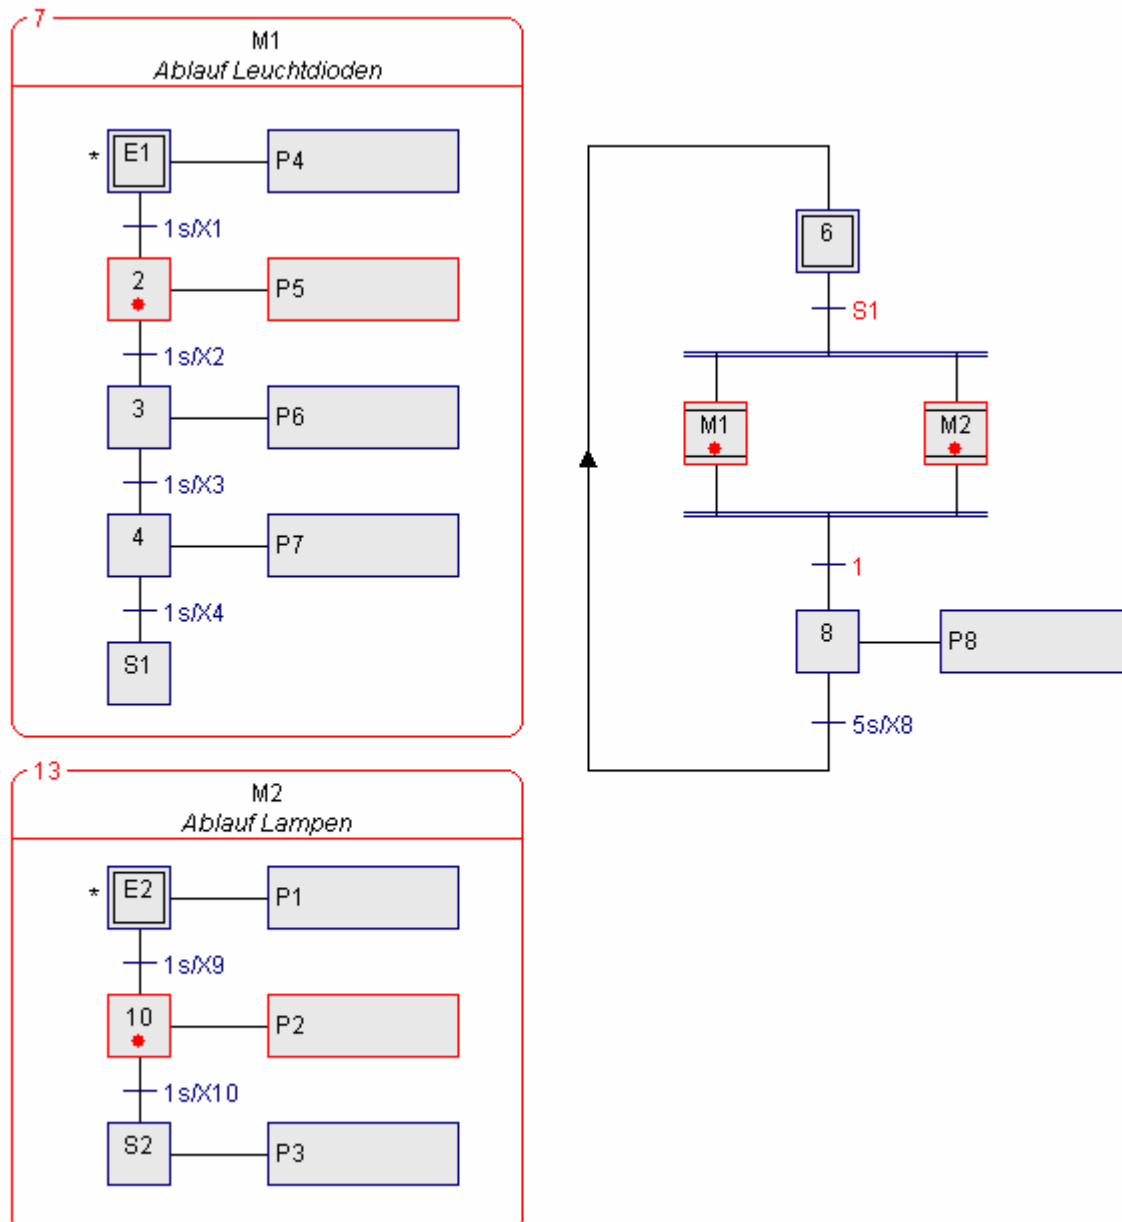 7
M1
Ablauf Leuchtdioden
* E1 P4
1s/X1
2 P5
1s/X2
3 P6
1s/X3
4 P7
1s/X4
S1
6
S1
M1 M2
1
8 P8
5s/X8
13
M2
Ablauf Lampen
* E2 P1
1s/X9
10 P2
1s/X10
S2 P3